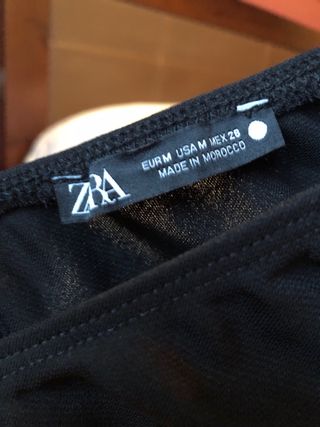 ZARA
EUR M USA M MEX 28
MADE IN MOROCCO